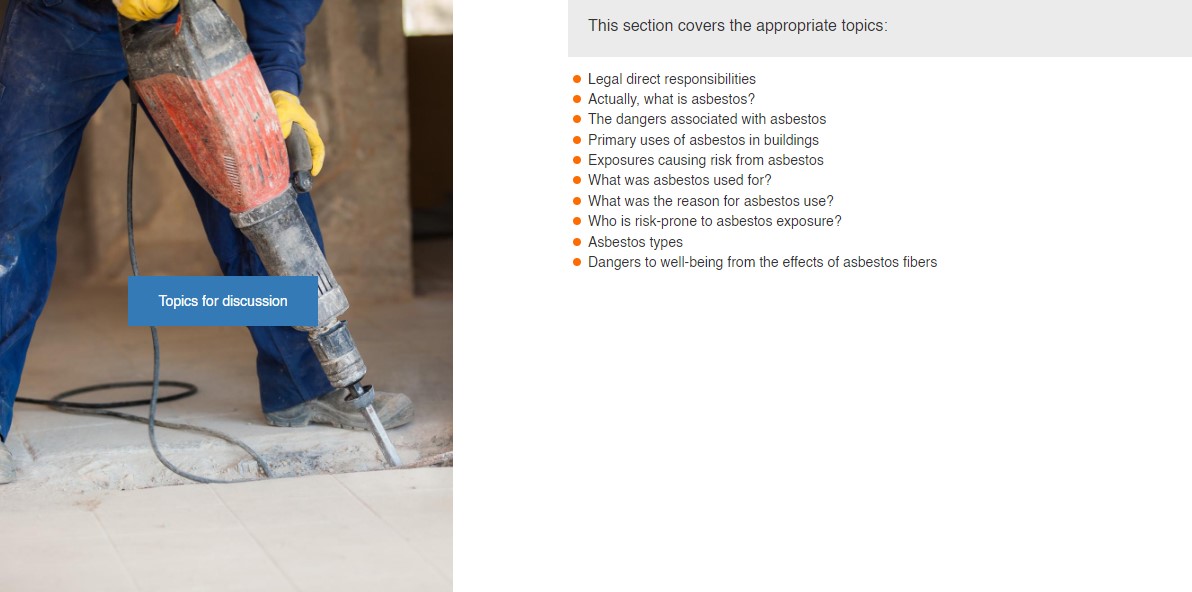 This section covers the appropriate topics:
Legal direct responsibilities
Actually, what is asbestos?
The dangers associated with asbestos
Primary uses of asbestos in buildings
Exposures causing risk from asbestos
What was asbestos used for?
What was the reason for asbestos use?
Who is risk-prone to asbestos exposure?
Asbestos types
Dangers to well-being from the effects of asbestos fibers
Topics for discussion